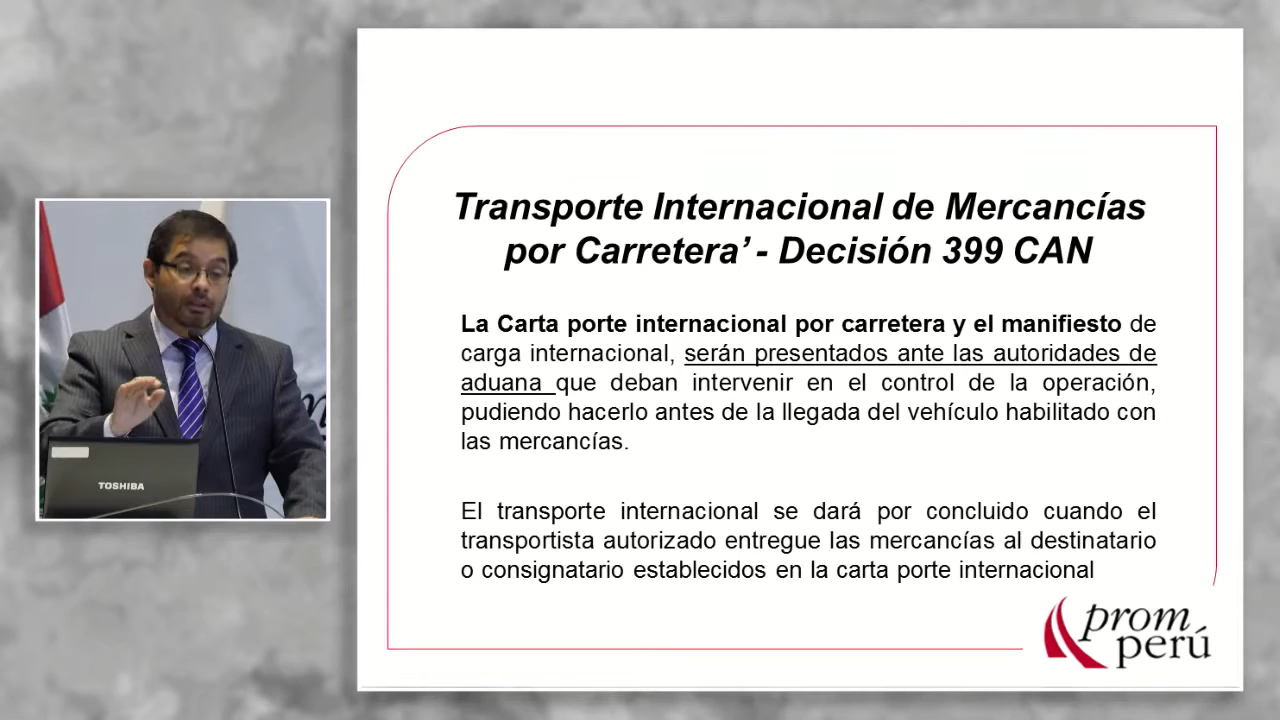 TOSHIBA
Transporte Internacional de Mercancías
por Carretera’ - Decisión 399 CAN
La Carta porte internacional por carretera y el manifiesto de
carga internacional, serán presentados ante las autoridades de
aduana que deban intervenir en el control de la operación,
pudiendo hacerlo antes de la llegada del vehículo habilitado con
las mercancías.
El transporte internacional se dará por concluido cuando el
transportista autorizado entregue las mercancías al destinatario
o consignatario establecidos en la carta porte internacional
prom
perú